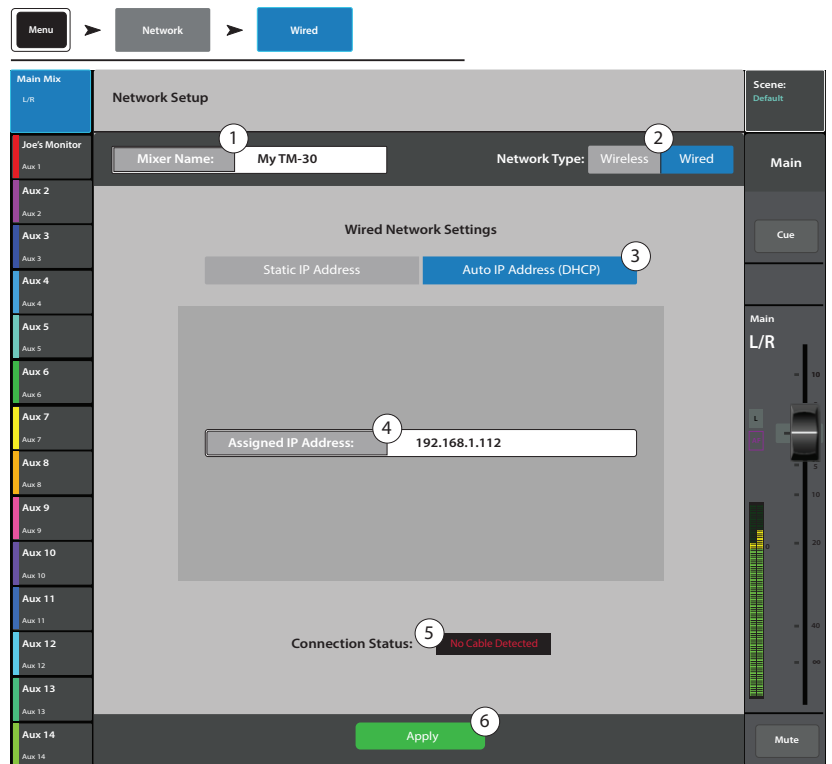 Menu
Network
Wired
Main Mix
L/R
Network Setup
Scene:
Default
Joe's Monitor
Aux 1
1
Mixer Name:
My TM-30
Network Type:
2
Wireless
Wired
Main
Aux 2
Aux 2
Aux 3
Aux 3
Wired Network Settings
Cue
3
Static IP Address
Auto IP Address (DHCP)
Aux 4
Aux 4
Aux 5
Aux 5
Main
L/R
Aux 6
Aux 6
10
Aux 7
Aux 7
4
Assigned IP Address:
192.168.1.112
L
Aux 8
Aux 8
5
10
Aux 9
Aux 9
Aux 10
Aux 10
0
20
Aux 11
Aux 11
40
5
Connection Status:
No Cable Detected
Aux 12
Aux 12
∞
Aux 13
Aux 13
6
Apply
Aux 14
Aux 14
Mute